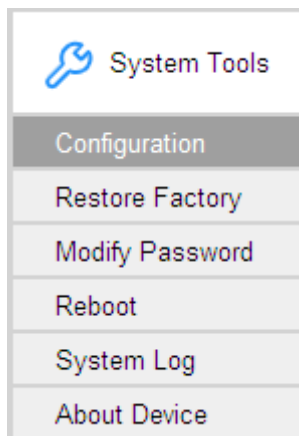 System Tools
Configuration
Restore Factory
Modify Password
Reboot
System Log
About Device